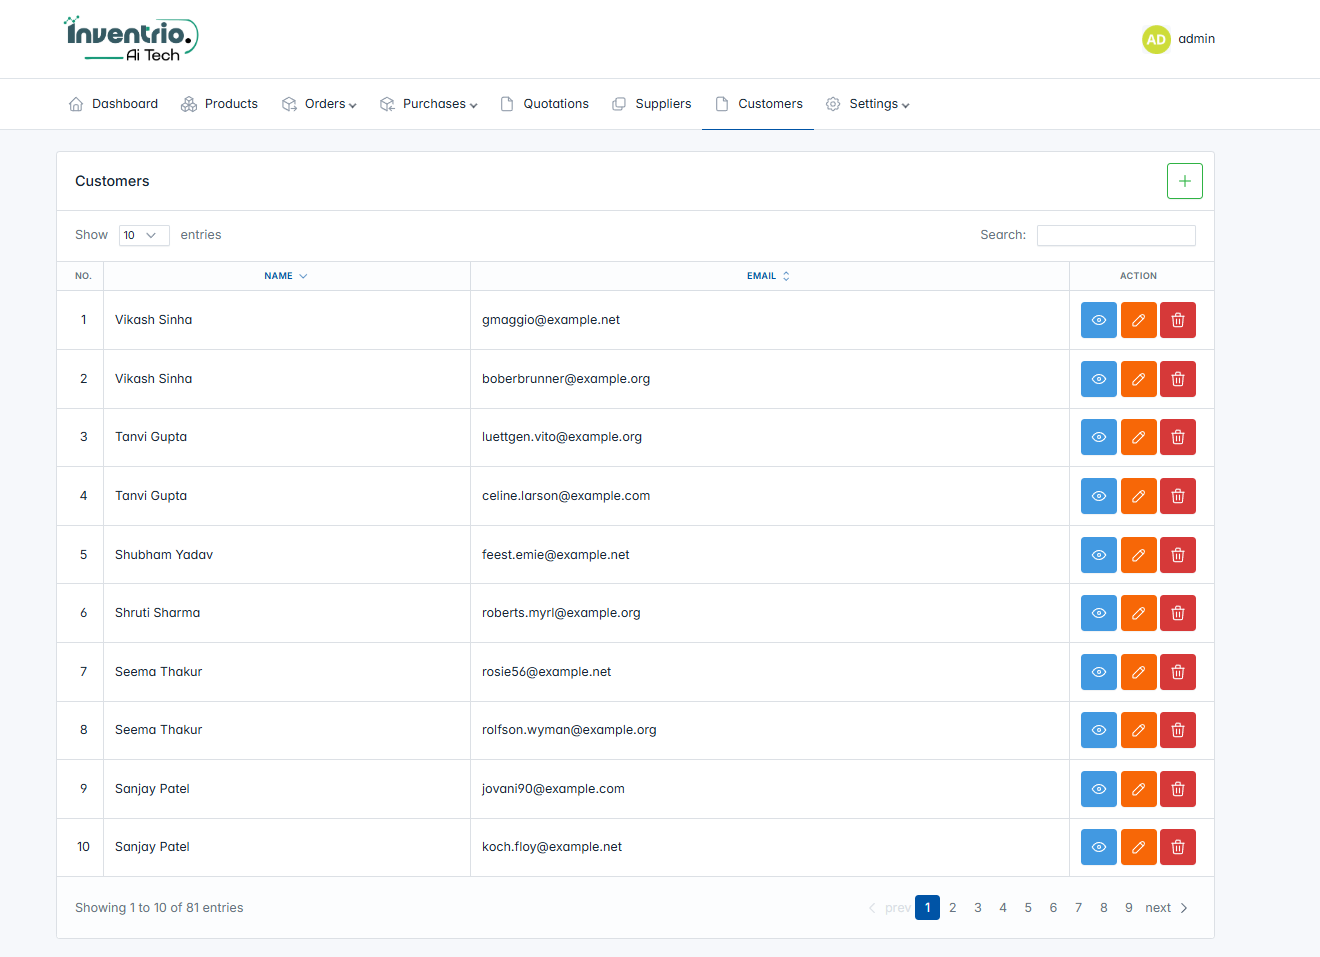 inventrio.
Ai Tech
AD admin
Dashboard Products Orders Purchases Quotations Suppliers Customers Settings
Customers
Show 10 entries Search:
NO. NAME EMAIL ACTION
1 Vikash Sinha gmaggio@example.net
2 Vikash Sinha boberbrunner@example.org
3 Tanvi Gupta luettgen.vito@example.org
4 Tanvi Gupta celine.larson@example.com
5 Shubham Yadav feest.emie@example.net
6 Shruti Sharma roberts.myrl@example.org
7 Seema Thakur rosie56@example.net
8 Seema Thakur rolfson.wyman@example.org
9 Sanjay Patel jovani90@example.com
10 Sanjay Patel koch.floy@example.net
Showing 1 to 10 of 81 entries prev 1 2 3 4 5 6 7 8 9 next